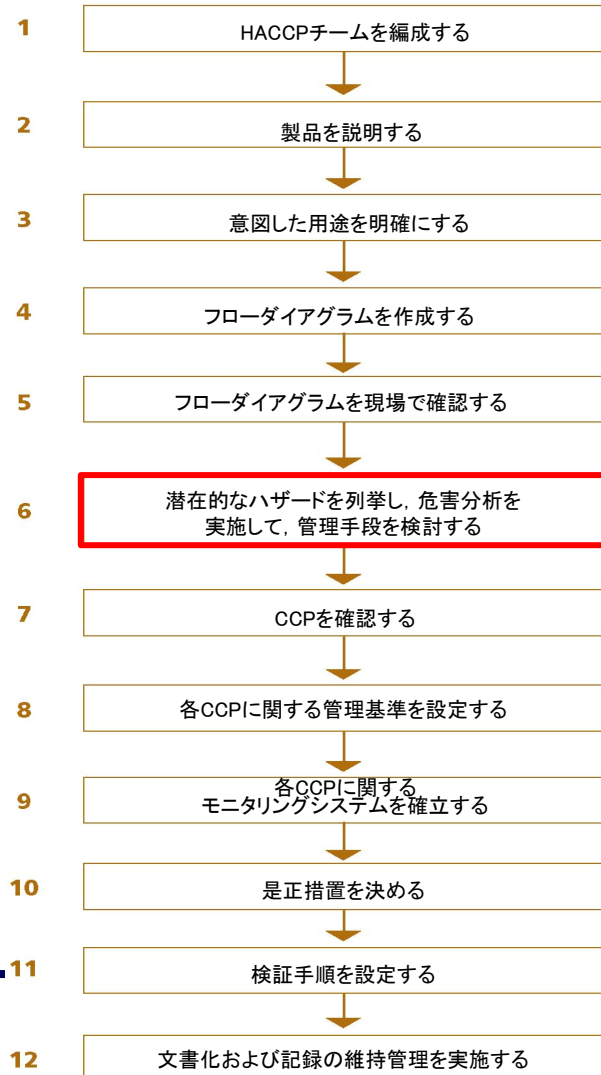 1
HACCPチームを編成する
2
製品を説明する
3
意図した用途を明確にする
4
フローダイアグラムを作成する
5
フローダイアグラムを現場で確認する
6
潜在的なハザードを列挙し，危害分析を
実施して，管理手段を検討する
7
CCPを確認する
8
各CCPに関する管理基準を設定する
9
各CCPに関する
モニタリングシステムを確立する
10
是正措置を決める
11
検証手順を設定する
12
文書化および記録の維持管理を実施する